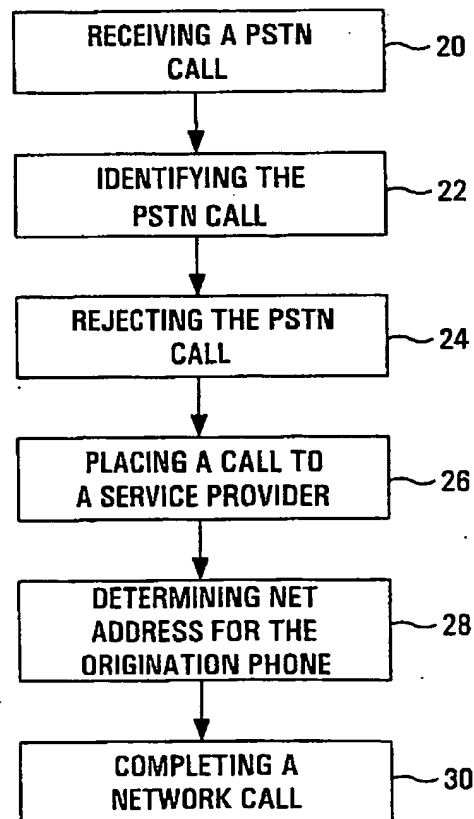 RECEIVING A PSTN
CALL
20
IDENTIFYING THE
PSTN CALL
22
REJECTING THE PSTN
CALL
24
PLACING A CALL TO
A SERVICE PROVIDER
26
DETERMINING NET
ADDRESS FOR THE
ORIGINATION PHONE
28
COMPLETING A
NETWORK CALL
30